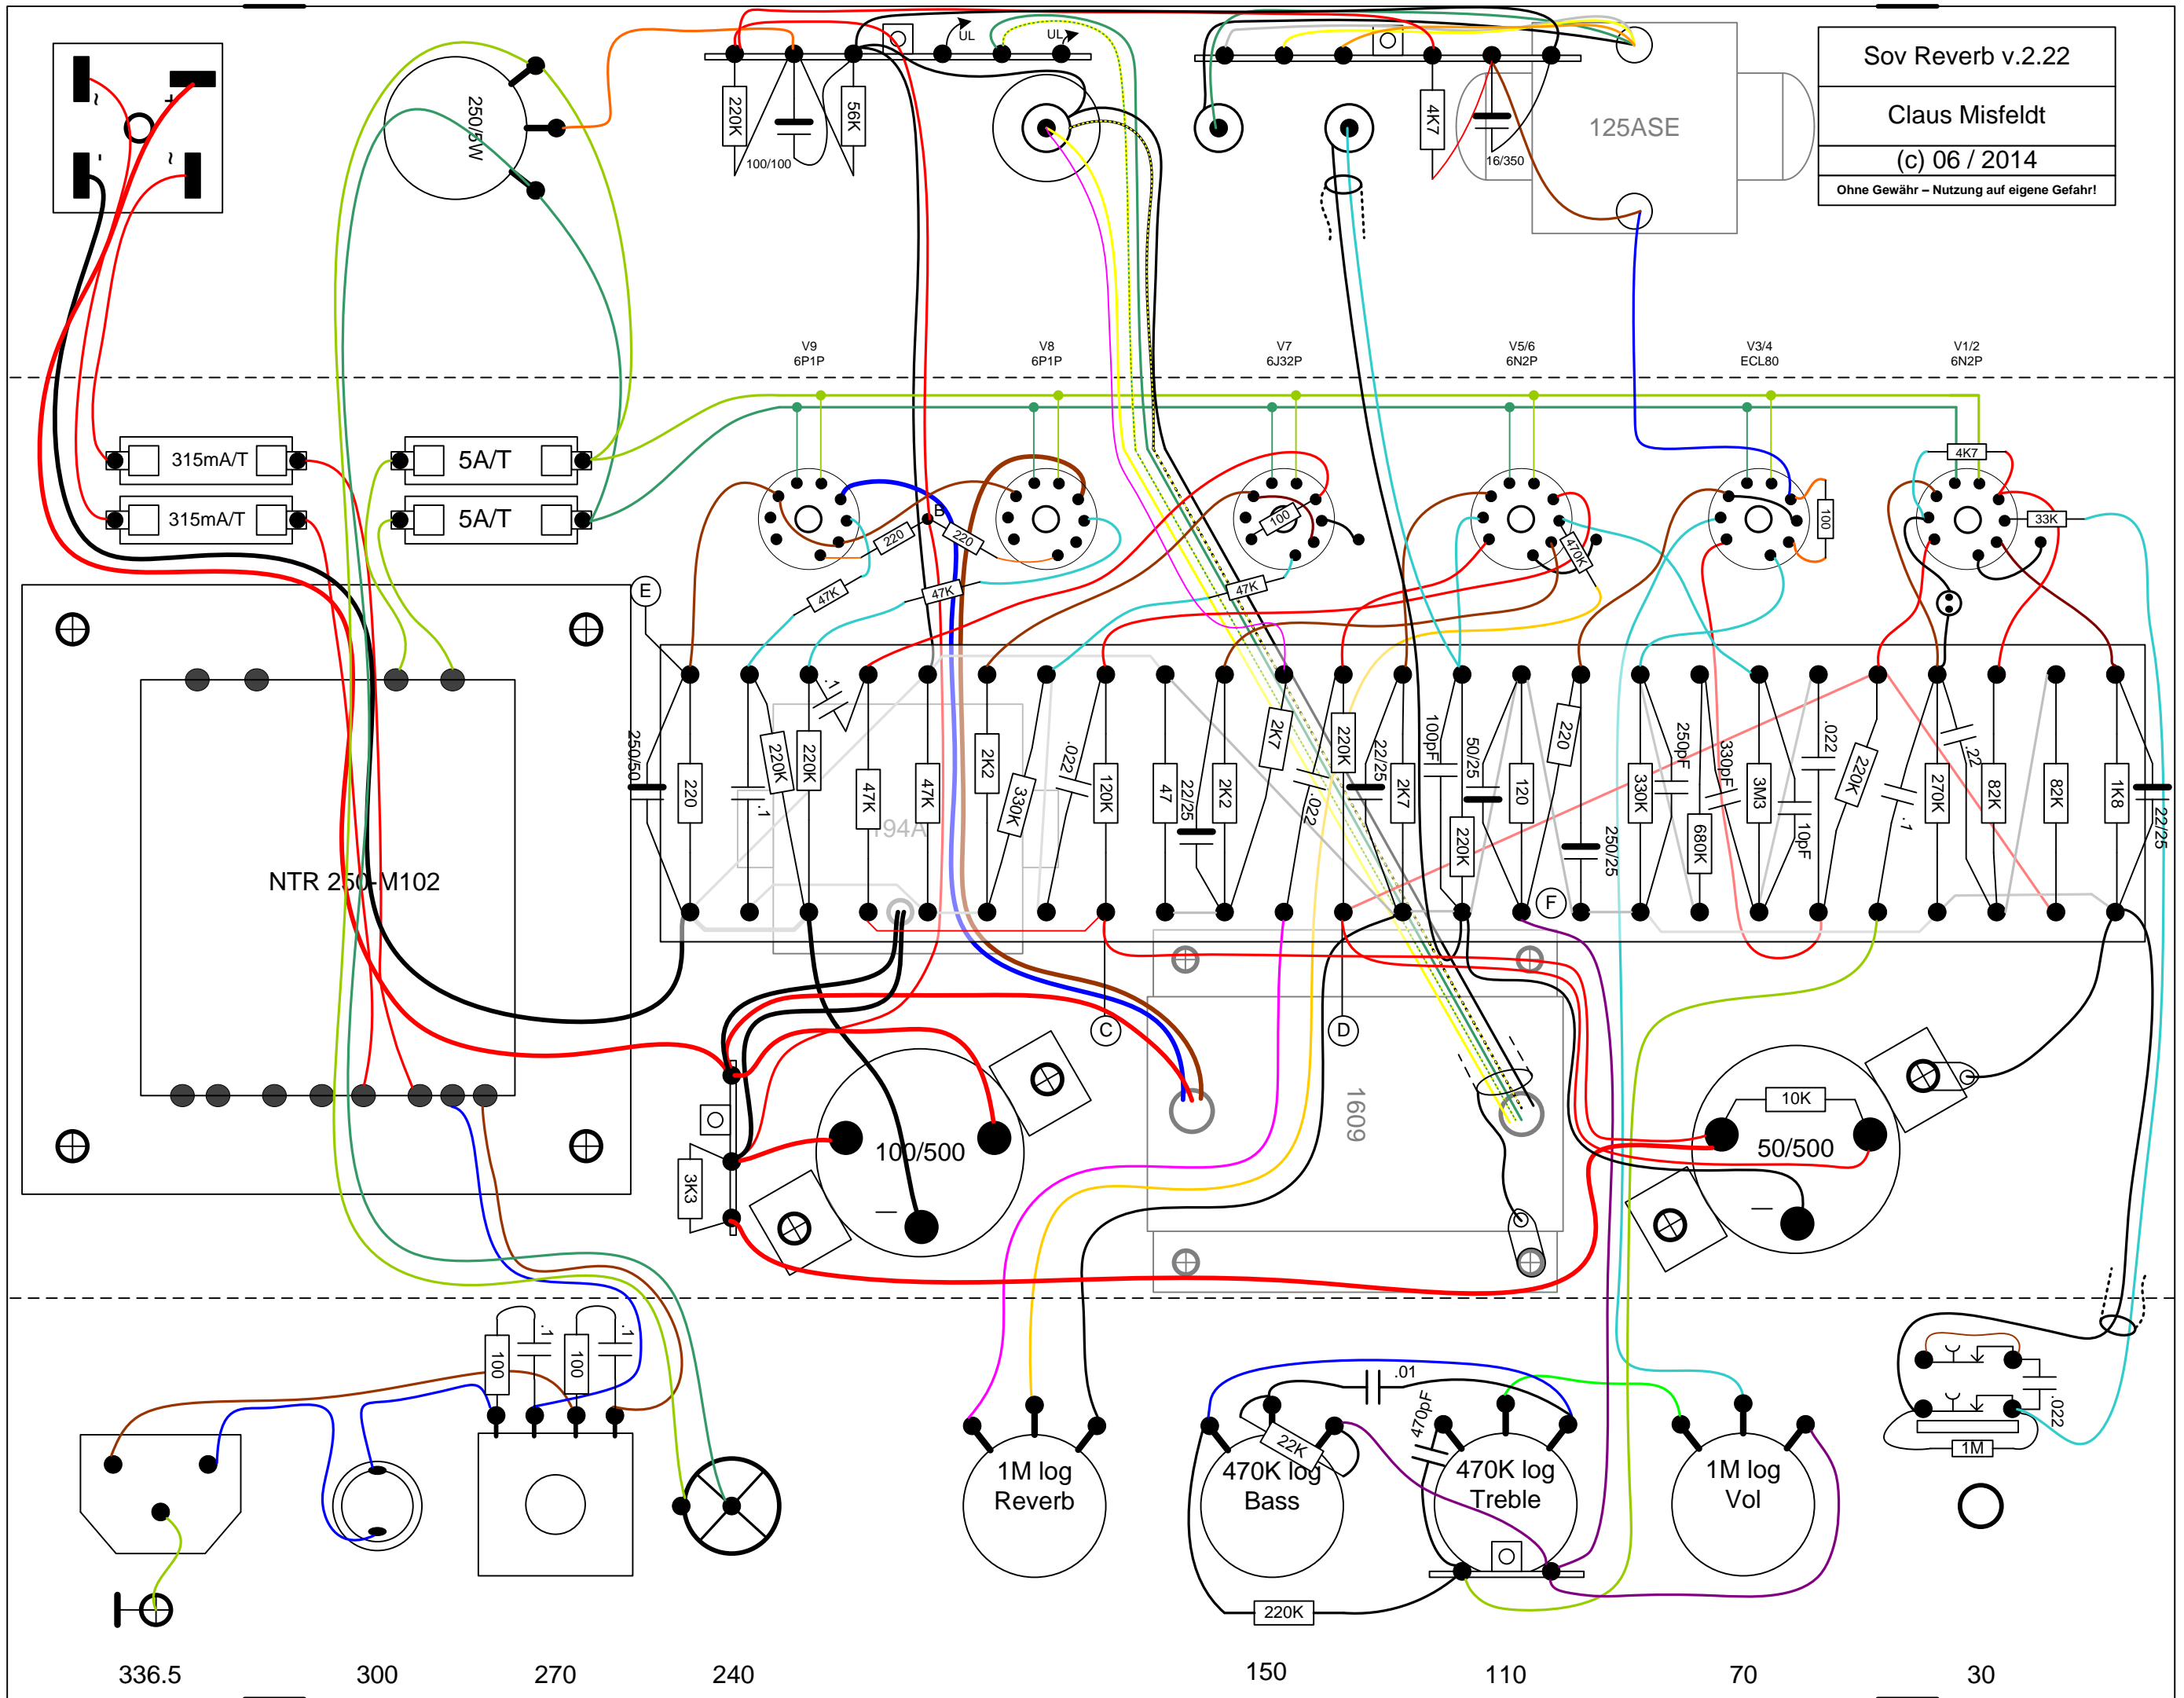 Sov Reverb v.2.22
Claus Misfeldt
(c) 06 / 2014
Ohne Gewähr – Nutzung auf eigene Gefahr!
~
+
-
~
250/5W
220K
100/100
56K
UL
UL
4K7
16/350
125ASE
V9
6P1P
V8
6P1P
V7
6J32P
V5/6
6N2P
V3/4
ECL80
V1/2
6N2P
315mA/T
5A/T
315mA/T
5A/T
B
220
220
100
470K
100
4K7
33K
47K
47K
47K
E
NTR 250-M102
250/50
220
.1
220K
220K
.1
47K
47K
194A
2K2
330K
.022
120K
47
22/25
2K2
2K7
.022
220K
22/25
2K7
100pF
220K
50/25
120
220
250/25
330K
250pF
680K
330pF
3M3
10pF
.022
220K
.1
270K
.22
82K
82K
1K8
22/25
F
C
D
3K3
100/500
–
1609
10K
50/500
–
100
.1
100
.1
1M log
Reverb
.01
22K
470K log
Bass
470pF
470K log
Treble
1M log
Vol
.022
1M
220K
336.5
300
270
240
150
110
70
30